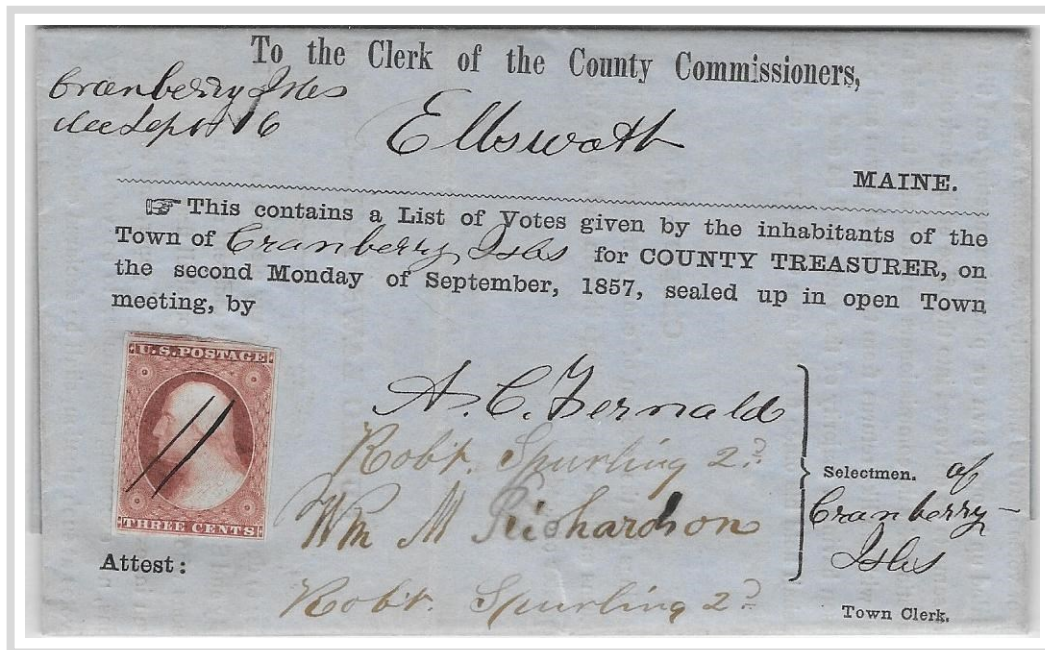 To the Clerk of the County Commissioners,
Cranberry Isles
Me Sept 16
Ellsworth
MAINE.
☞ This contains a List of Votes given by the inhabitants of the
Town of Cranberry Isles for COUNTY TREASURER, on
the second Monday of September, 1857, sealed up in open Town
meeting, by
U.S. POSTAGE
THREE CENTS
A. C. Fernald
Robt. Spurling 2d.
Wm M Richardson
Selectmen. of
Cranberry
Isles
Attest:
Robt. Spurling 2d
Town Clerk.